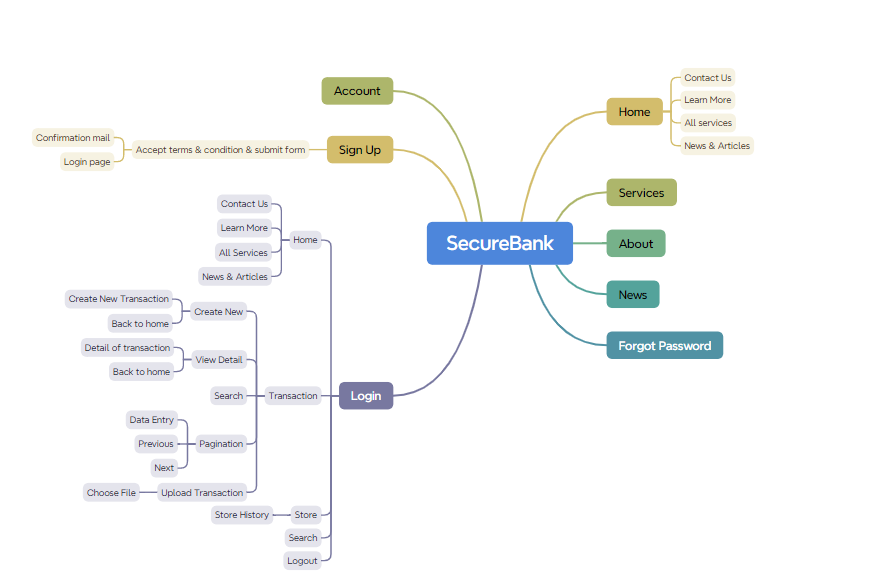 SecureBank
Home
Contact Us
Learn More
All services
News & Articles
Services
About
News
Forgot Password
Account
Sign Up
Accept terms & condition & submit form
Confirmation mail
Login page
Login
Home
Contact Us
Learn More
All Services
News & Articles
Transaction
Create New
Create New Transaction
Back to home
View Detail
Detail of transaction
Back to home
Search
Pagination
Data Entry
Previous
Next
Upload Transaction
Choose File
Store
Store History
Search
Logout